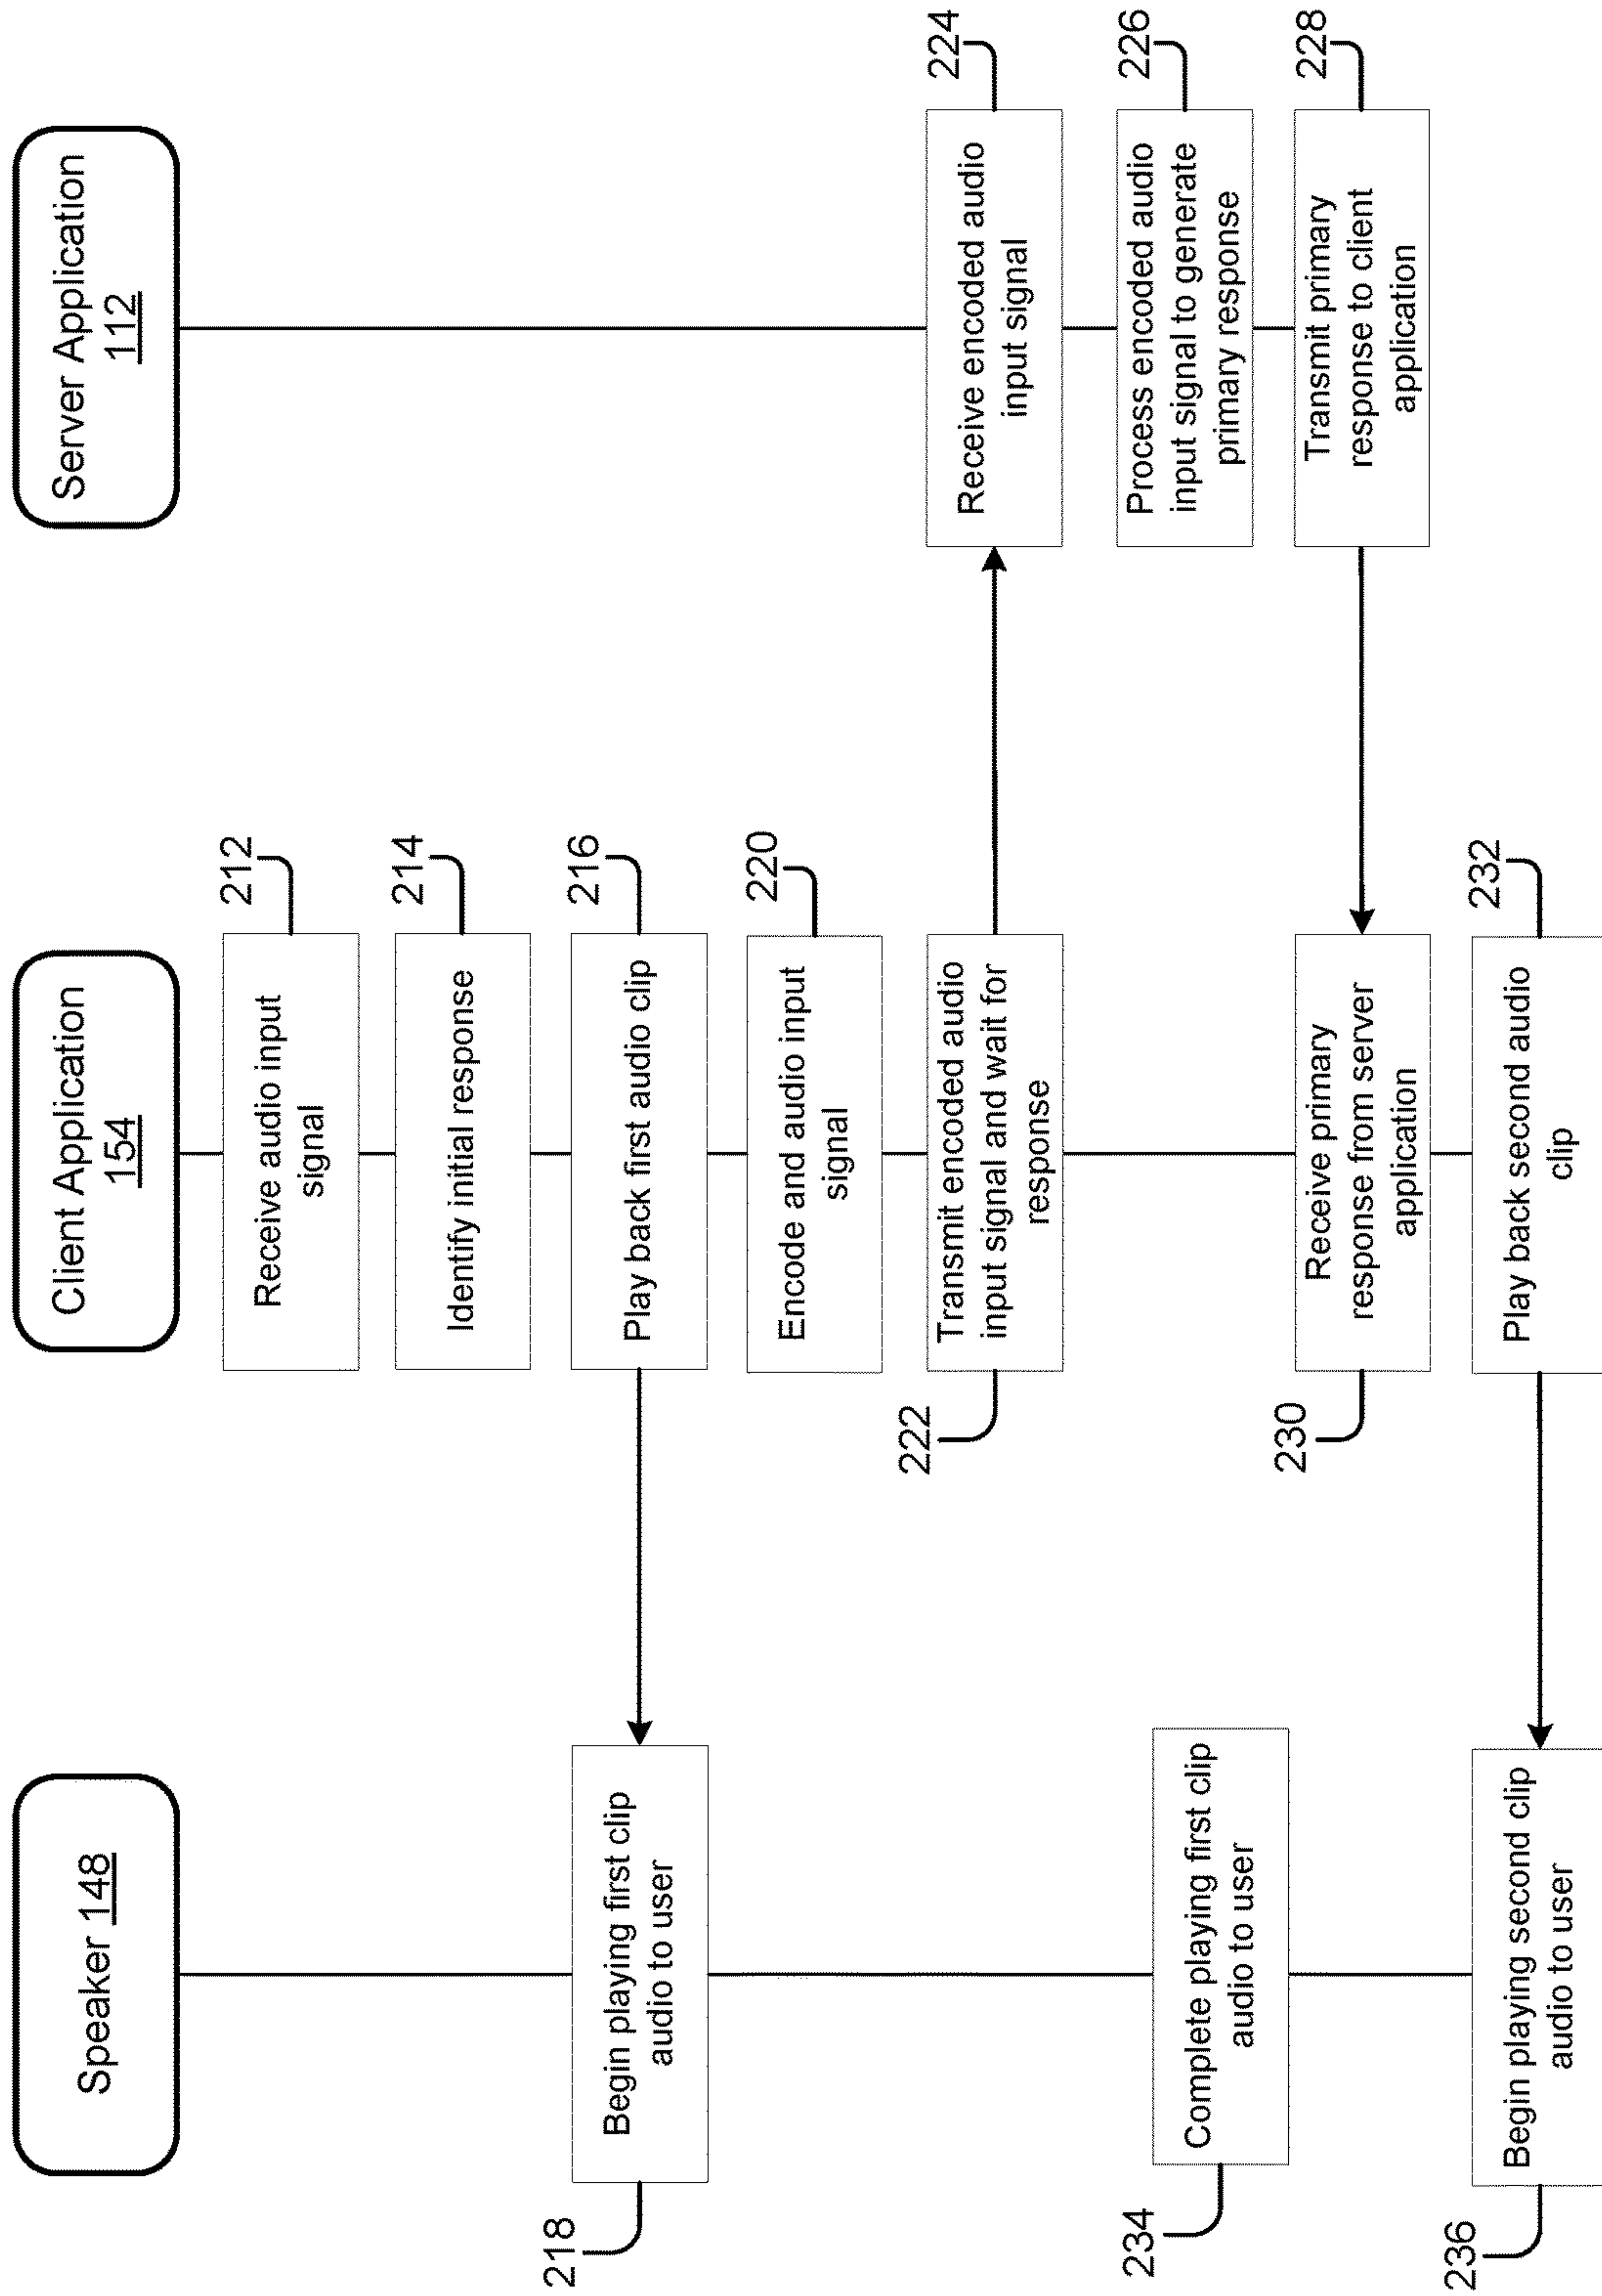 Speaker 148
Client Application
154
Server Application
112
Receive audio input
signal
212
Identify initial response
214
Begin playing first clip
audio to user
218
Play back first audio clip
216
Encode and audio input
signal
220
Transmit encoded audio
input signal and wait for
response
222
Receive encoded audio
input signal
224
Process encoded audio
input signal to generate
primary response
226
Complete playing first clip
audio to user
234
Receive primary
response from server
application
230
Transmit primary
response to client
application
228
Begin playing second clip
audio to user
236
Play back second audio
clip
232